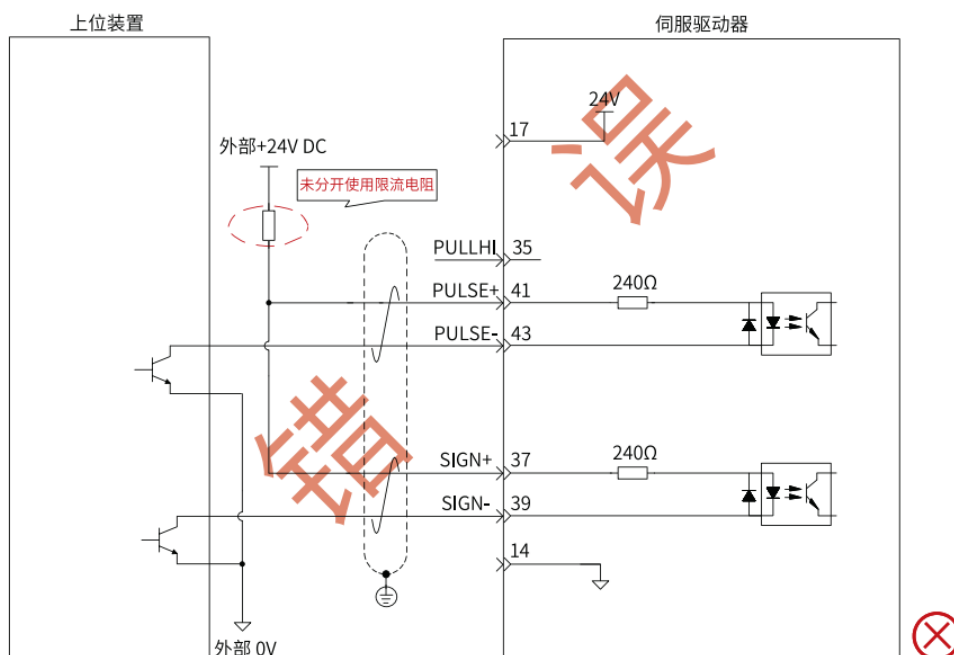 上位装置
伺服驱动器
24V
17
外部+24V DC
未分开使用限流电阻
误
PULLHI
35
PULSE+
41
240Ω
PULSE-
43
错
SIGN+
37
240Ω
SIGN-
39
14
外部 0V